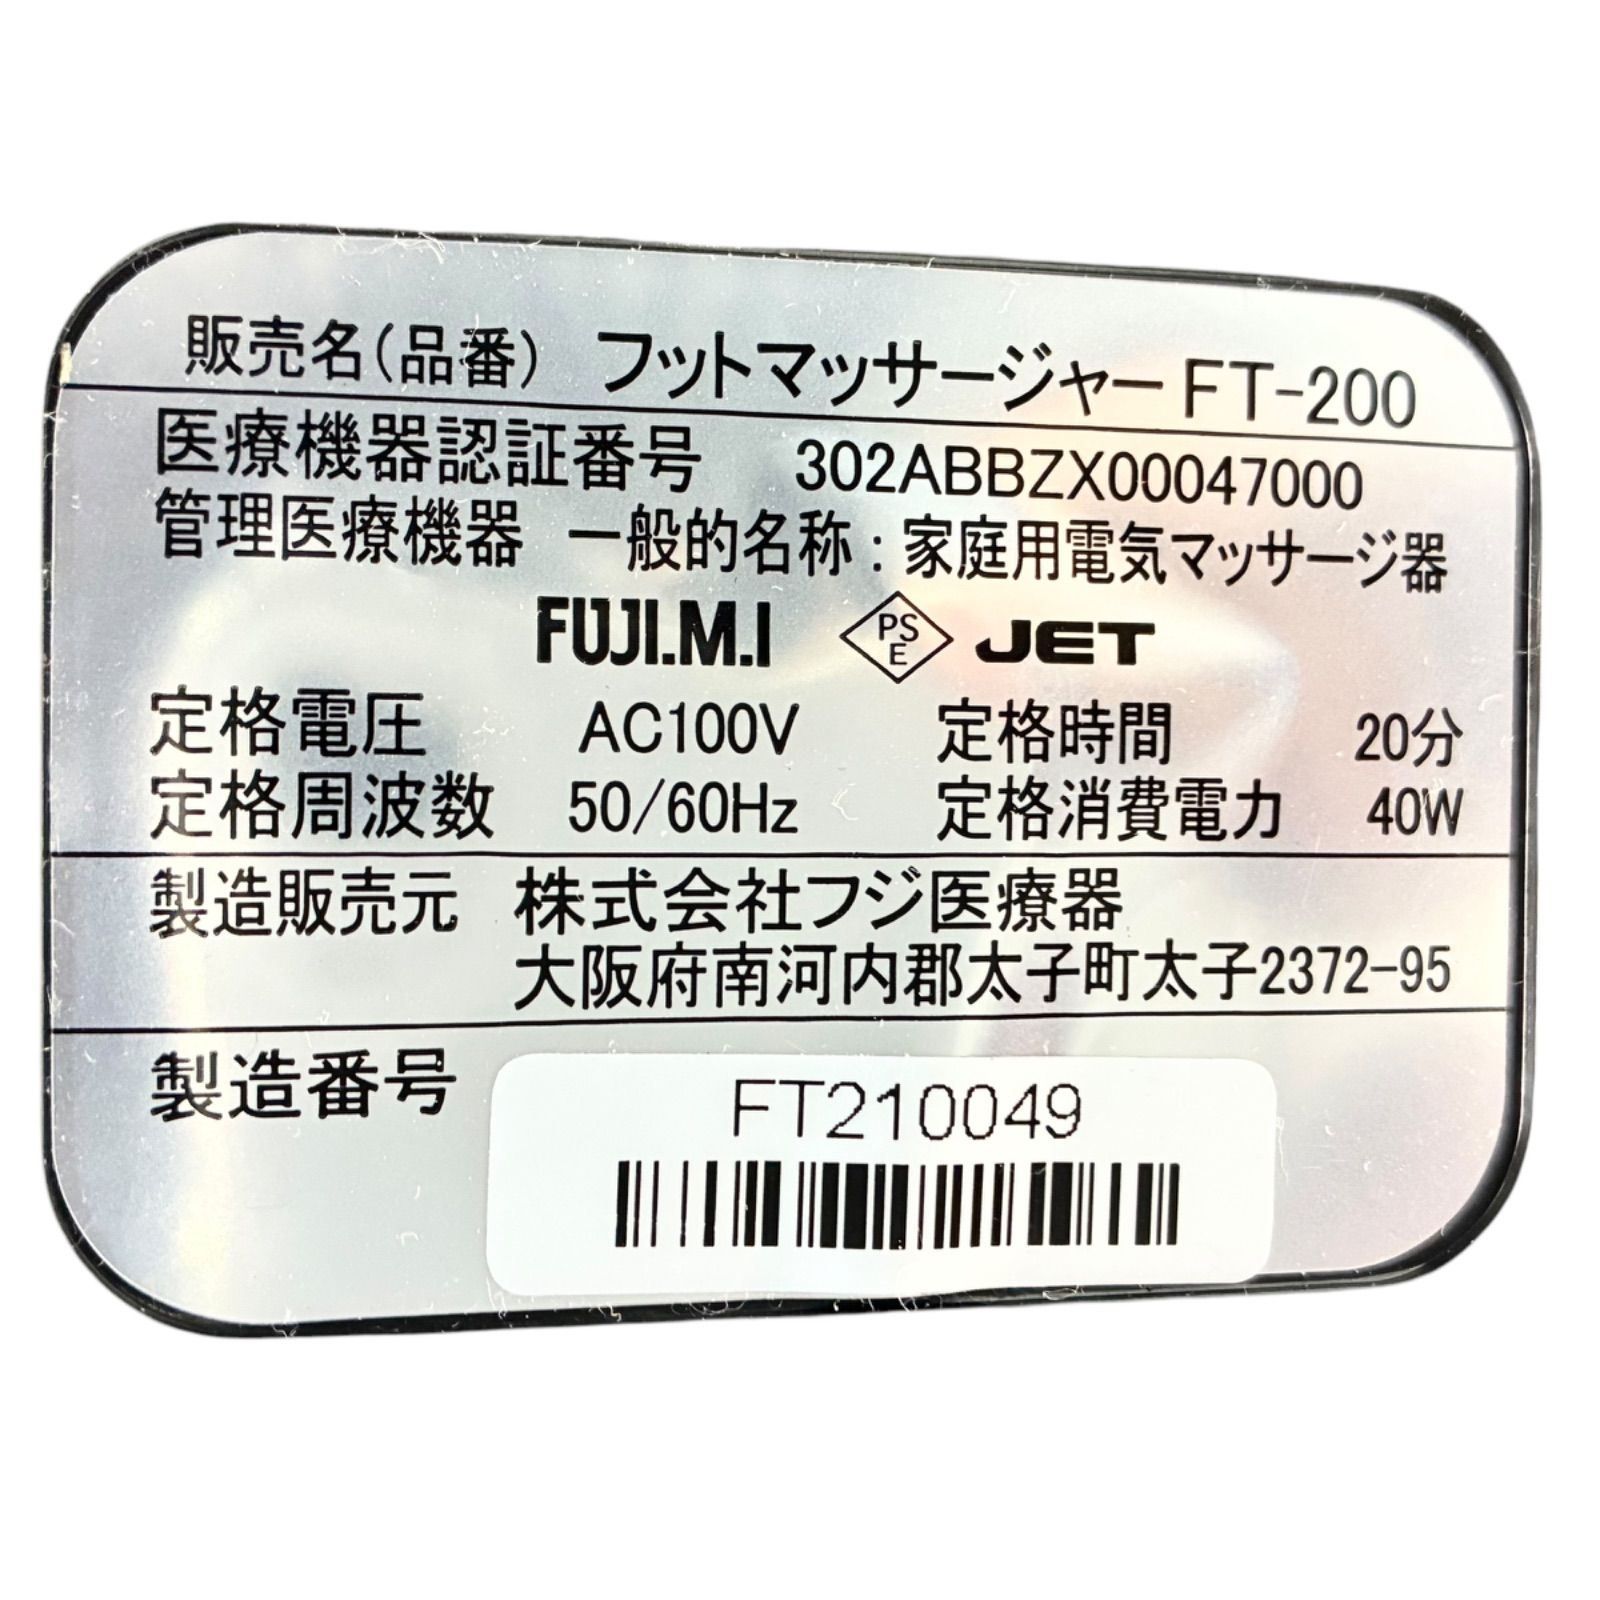 販売名(品番) フットマッサージャー FT-200
医療機器認証番号 302ABBZX00047000
管理医療機器 一般的名称:家庭用電気マッサージ器
FUJI.M.I PSE JET
定格電圧 AC100V 定格時間 20分
定格周波数 50/60Hz 定格消費電力 40W
製造販売元 株式会社フジ医療器
大阪府南河内郡太子町太子2372-95
製造番号 FT210049